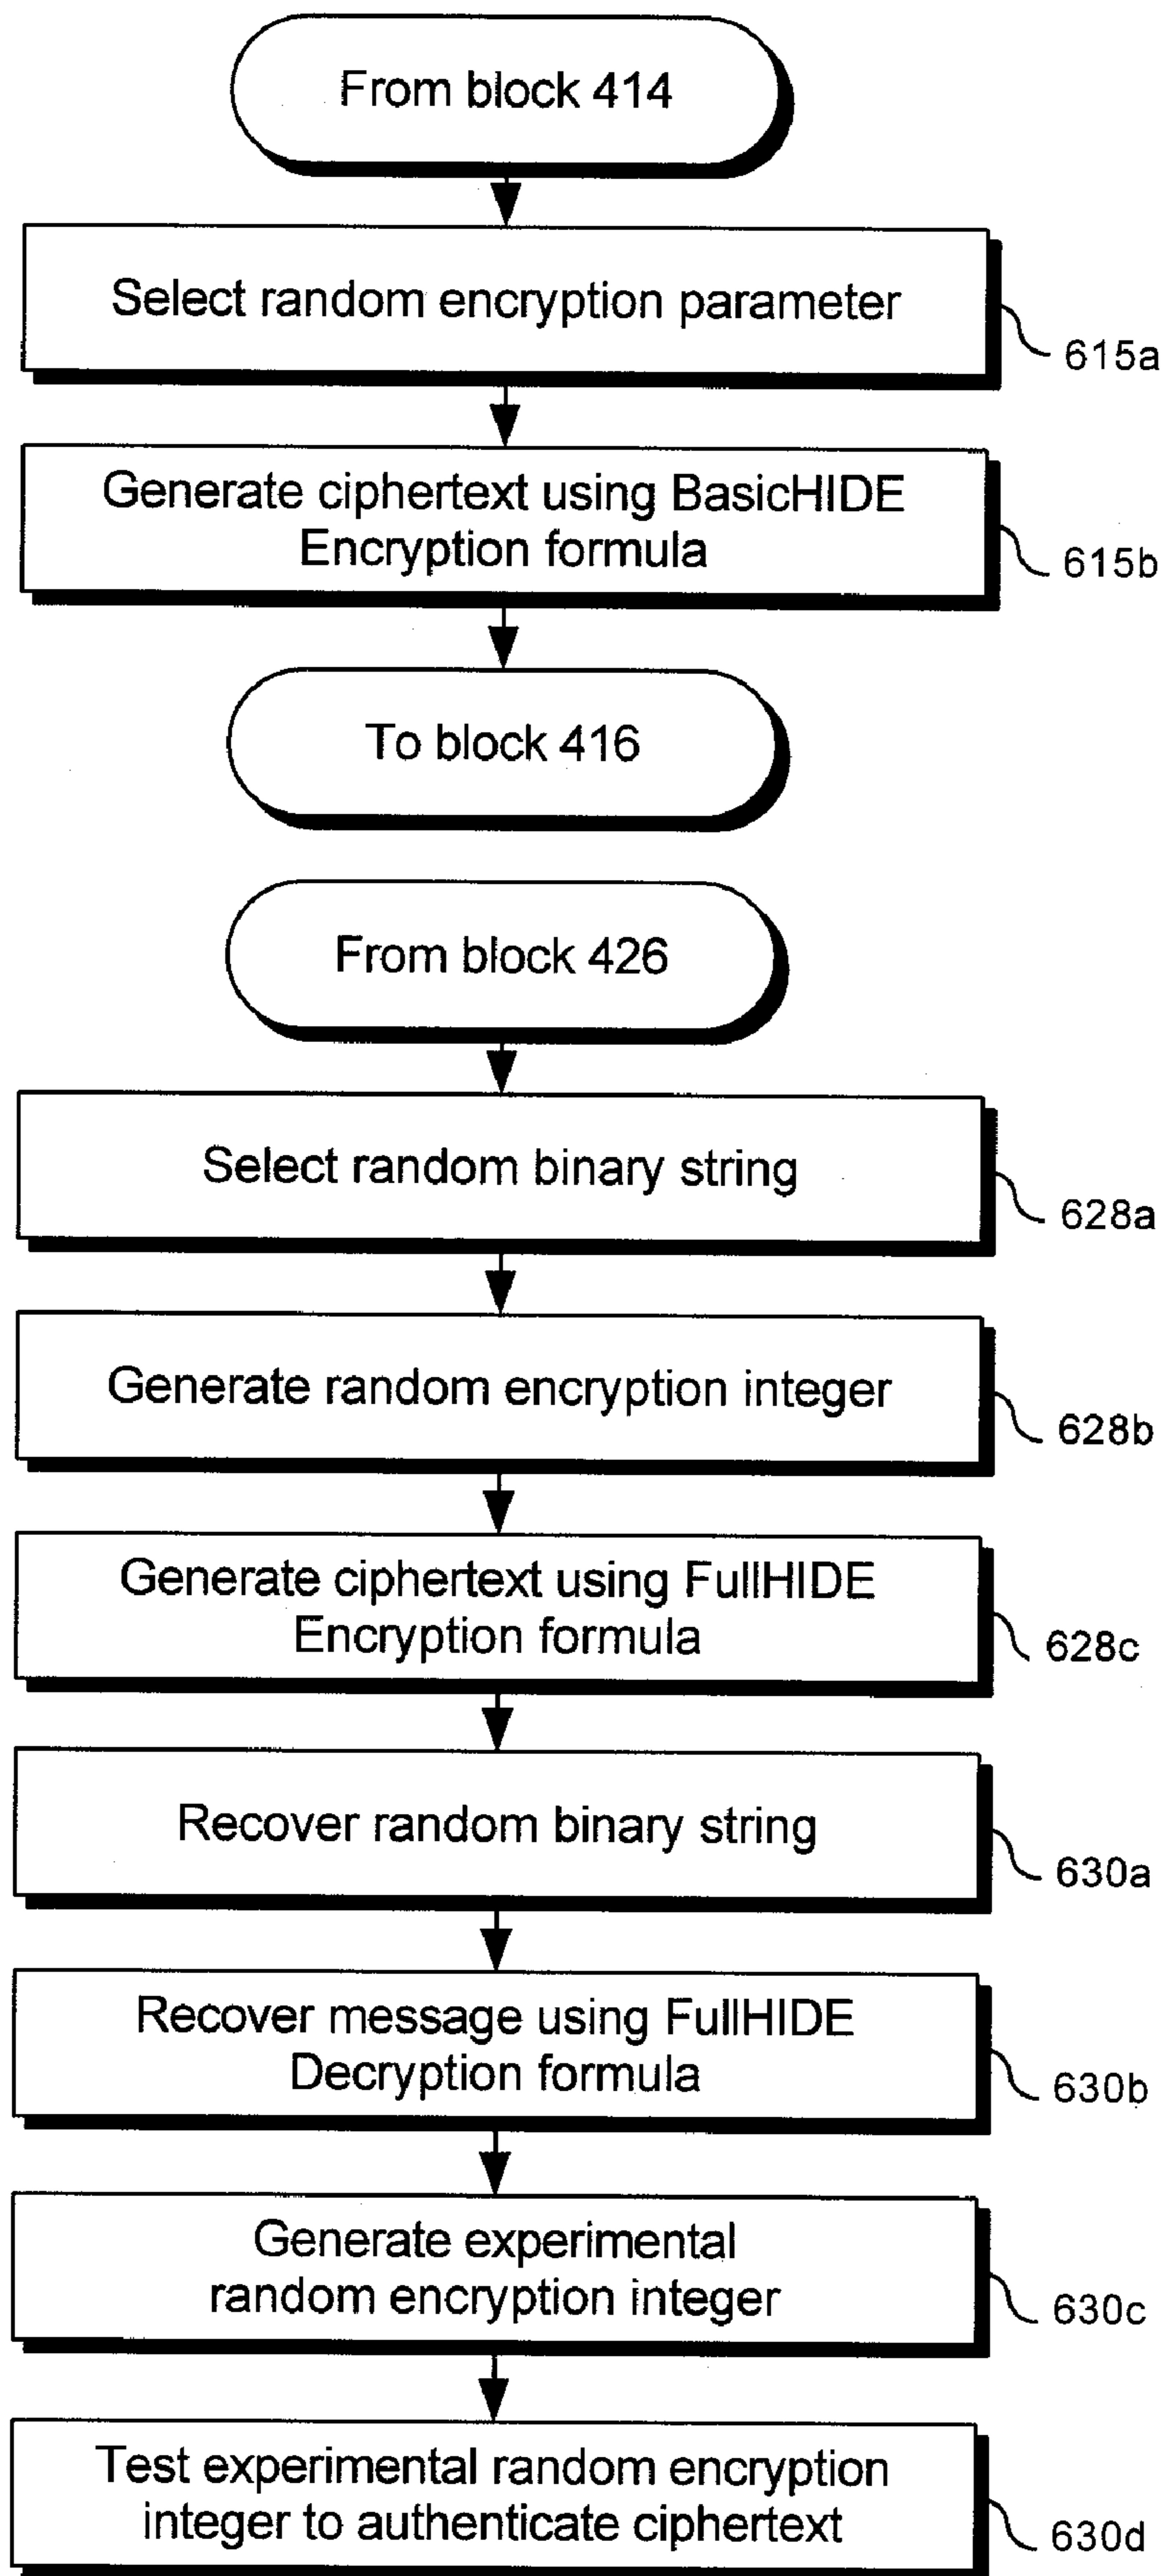 From block 414
Select random encryption parameter
615a
Generate ciphertext using BasicHIDE
Encryption formula
615b
To block 416
From block 426
Select random binary string
628a
Generate random encryption integer
628b
Generate ciphertext using FullHIDE
Encryption formula
628c
Recover random binary string
630a
Recover message using FullHIDE
Decryption formula
630b
Generate experimental
random encryption integer
630c
Test experimental random encryption
integer to authenticate ciphertext
630d